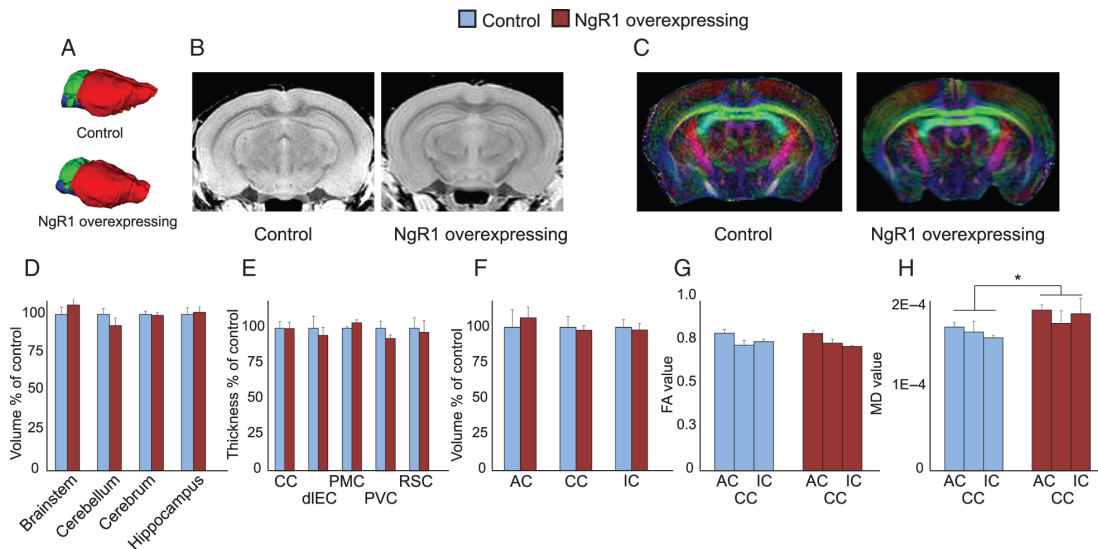 Control NgR1 overexpressing
A
B
C
Control
NgR1 overexpressing
Control
NgR1 overexpressing
Control
NgR1 overexpressing
D
Volume % of control
100
75
50
25
0
Brainstem
Cerebellum
Cerebrum
Hippocampus
E
Thickness % of control
100
75
50
25
0
CC PMC RSC
dlEC PVC
F
Volume % of control
100
75
50
25
0
AC CC IC
G
FA value
1.0
0.8
0.5
0.3
0.0
AC IC AC IC
CC CC
H
*
MD value
2E-4
1E-4
0
AC IC AC IC
CC CC